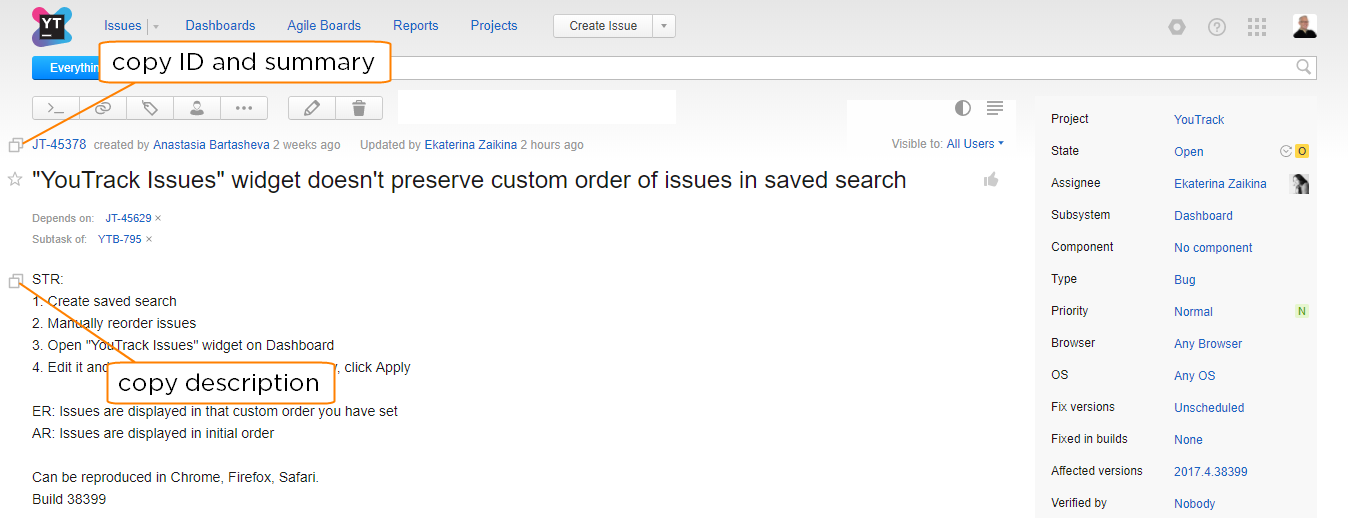 YT
Issues Dashboards Agile Boards Reports Projects Create Issue
Everythin
copy ID and summary
JT-45378 created by Anastasia Bartasheva 2 weeks ago Updated by Ekaterina Zaikina 2 hours ago Visible to: All Users
"YouTrack Issues" widget doesn't preserve custom order of issues in saved search
Depends on: JT-45629 ×
Subtask of: YTB-795 ×
STR:
1. Create saved search
2. Manually reorder issues
3. Open "YouTrack Issues" widget on Dashboard
4. Edit it and , click Apply
copy description
ER: Issues are displayed in that custom order you have set
AR: Issues are displayed in initial order
Can be reproduced in Chrome, Firefox, Safari.
Build 38399
Project YouTrack
State Open O
Assignee Ekaterina Zaikina
Subsystem Dashboard
Component No component
Type Bug
Priority Normal N
Browser Any Browser
OS Any OS
Fix versions Unscheduled
Fixed in builds None
Affected versions 2017.4.38399
Verified by Nobody